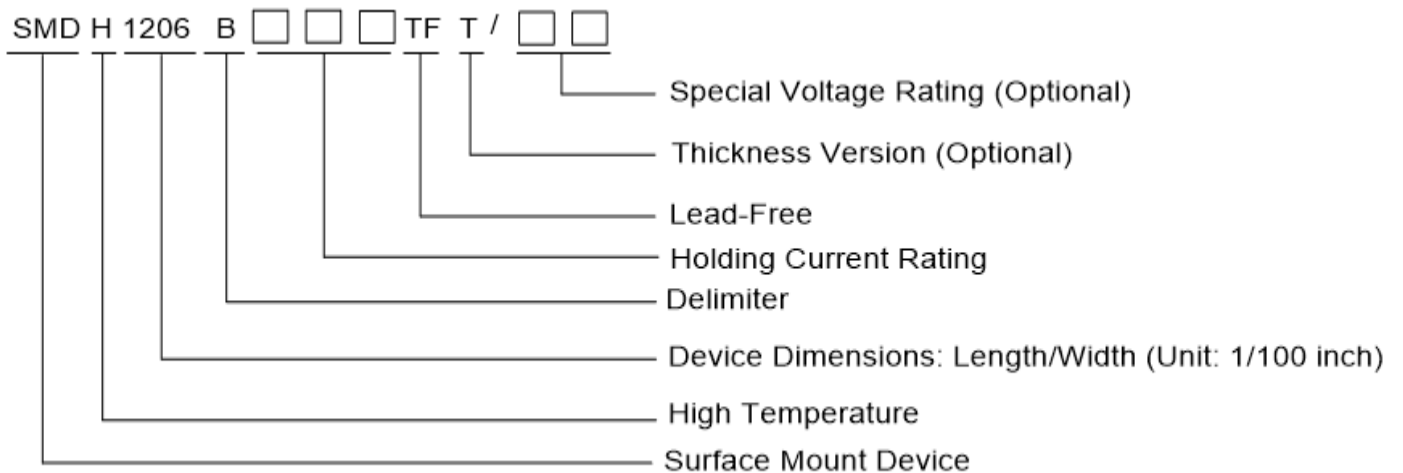 SMD H 1206 B □ □ □ TF T / □ □
Special Voltage Rating (Optional)
Thickness Version (Optional)
Lead-Free
Holding Current Rating
Delimiter
Device Dimensions: Length/Width (Unit: 1/100 inch)
High Temperature
Surface Mount Device